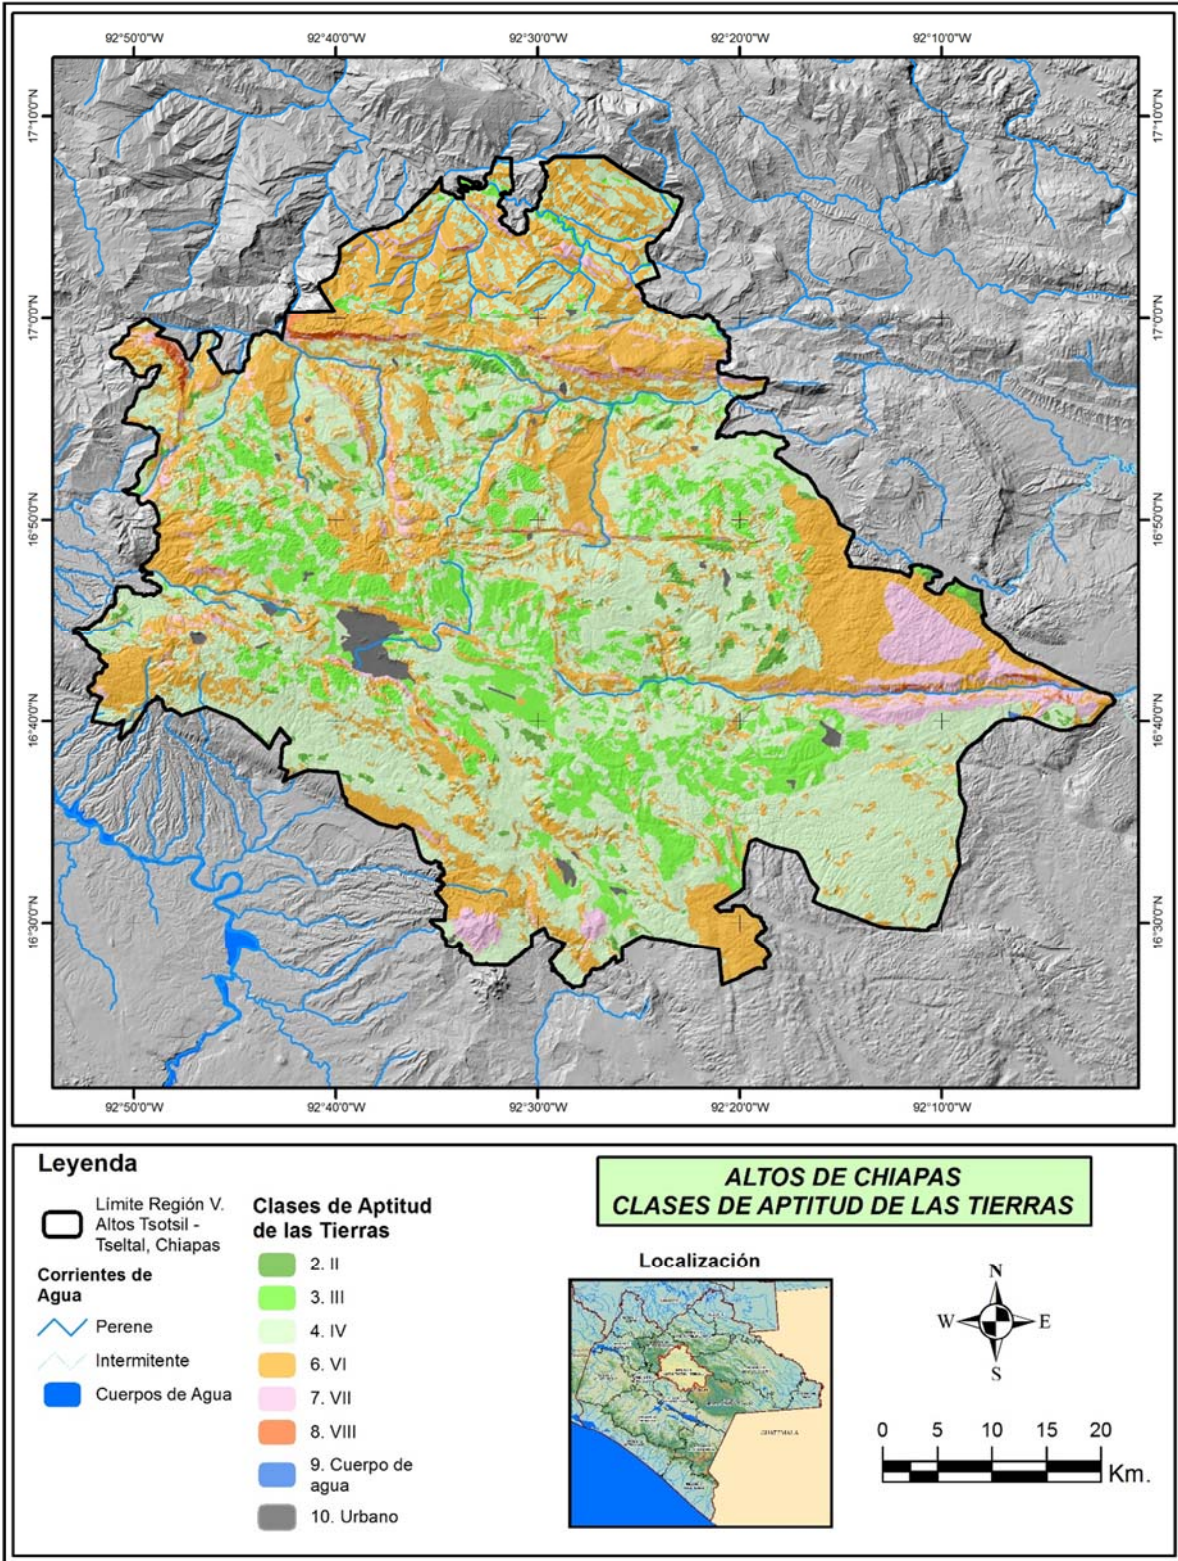 92°50'0"W 92°40'0"W 92°30'0"W 92°20'0"W 92°10'0"W
17°10'0"N 17°10'0"N
17°0'0"N 17°0'0"N
16°50'0"N 16°50'0"N
16°40'0"N 16°40'0"N
16°30'0"N 16°30'0"N
92°50'0"W 92°40'0"W 92°30'0"W 92°20'0"W 92°10'0"W
Leyenda
Límite Región V.
Altos Tsotsil -
Tseltal, Chiapas
Corrientes de
Agua
Perene
Intermitente
Cuerpos de Agua
Clases de Aptitud
de las Tierras
2. II
3. III
4. IV
6. VI
7. VII
8. VIII
9. Cuerpo de
agua
10. Urbano
ALTOS DE CHIAPAS
CLASES DE APTITUD DE LAS TIERRAS
Localización
GUATEMALA
N
W E
S
0 5 10 15 20
Km.